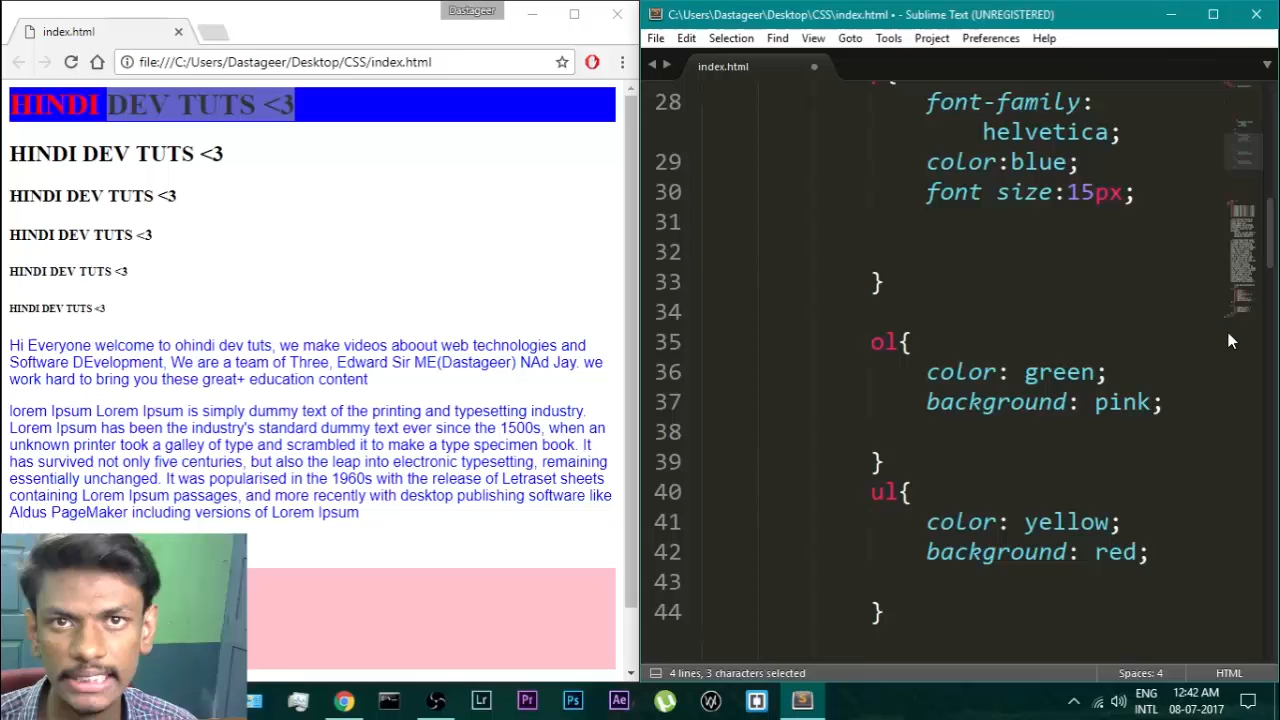 Dastageer
index.html
file:///C:/Users/Dastageer/Desktop/CSS/index.html
HINDI DEV TUTS <3
HINDI DEV TUTS <3
HINDI DEV TUTS <3
HINDI DEV TUTS <3
HINDI DEV TUTS <3
HINDI DEV TUTS <3
Hi Everyone welcome to ohindi dev tuts, we make videos aboout web technologies and
Software DEvelopment, We are a team of Three, Edward Sir ME(Dastageer) NAd Jay. we
work hard to bring you these great+ education content
lorem Ipsum Lorem Ipsum is simply dummy text of the printing and typesetting industry.
Lorem Ipsum has been the industry's standard dummy text ever since the 1500s, when an
unknown printer took a galley of type and scrambled it to make a type specimen book. It
has survived not only five centuries, but also the leap into electronic typesetting, remaining
essentially unchanged. It was popularised in the 1960s with the release of Letraset sheets
containing Lorem Ipsum passages, and more recently with desktop publishing software like
Aldus PageMaker including versions of Lorem Ipsum
C:\Users\Dastageer\Desktop\CSS\index.html • - Sublime Text (UNREGISTERED)
File Edit Selection Find View Goto Tools Project Preferences Help
index.html
28 font-family:
helvetica;
29 color:blue;
30 font size:15px;
31
32
33 }
34
35 ol{
36 color: green;
37 background: pink;
38
39 }
40 ul{
41 color: yellow;
42 background: red;
43
44 }
4 lines, 3 characters selected
Spaces: 4
HTML
Lr Pr Ps Ae
ENG 12:42 AM
INTL 08-07-2017